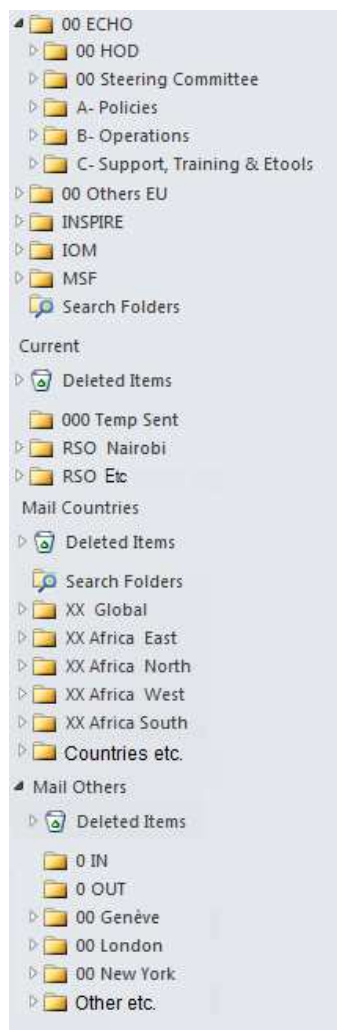 00 ECHO
00 HOD
00 Steering Committee
A- Policies
B- Operations
C- Support, Training & Etools
00 Others EU
INSPIRE
IOM
MSF
Search Folders
Current
Deleted Items
000 Temp Sent
RSO Nairobi
RSO Etc
Mail Countries
Deleted Items
Search Folders
XX Global
XX Africa East
XX Africa North
XX Africa West
XX Africa South
Countries etc.
Mail Others
Deleted Items
0 IN
0 OUT
00 Genève
00 London
00 New York
Other etc.